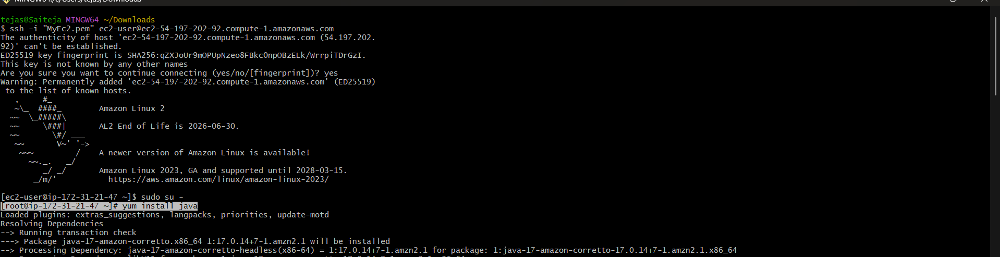 MINGW64:/c/Users/tejas/Downloads
tejas@Saiteja MINGW64 ~/Downloads
$ ssh -i "MyEc2.pem" ec2-user@ec2-54-197-202-92.compute-1.amazonaws.com
The authenticity of host 'ec2-54-197-202-92.compute-1.amazonaws.com (54.197.202.
92)' can't be established.
ED25519 key fingerprint is SHA256:qZXJoUr9mOPUpNzeo8FBkc0npOBzELk/WrrpiTDrGzI.
This key is not known by any other names
Are you sure you want to continue connecting (yes/no/[fingerprint])? yes
Warning: Permanently added 'ec2-54-197-202-92.compute-1.amazonaws.com' (ED25519)
 to the list of known hosts.
   ,     #_
   ~\_  ####_        Amazon Linux 2
  ~~  \_#####\
  ~~     \###|       AL2 End of Life is 2026-06-30.
  ~~       \#/ ___
   ~~       V~' '->
    ~~~         /    A newer version of Amazon Linux is available!
      ~~._.   _/
         _/ _/       Amazon Linux 2023, GA and supported until 2028-03-15.
       _/m/'           https://aws.amazon.com/linux/amazon-linux-2023/
[ec2-user@ip-172-31-21-47 ~]$ sudo su -
[root@ip-172-31-21-47 ~]# yum install java
Loaded plugins: extras_suggestions, langpacks, priorities, update-motd
Resolving Dependencies
--> Running transaction check
---> Package java-17-amazon-corretto.x86_64 1:17.0.14+7-1.amzn2.1 will be installed
--> Processing Dependency: java-17-amazon-corretto-headless(x86-64) = 1:17.0.14+7-1.amzn2.1 for package: 1:java-17-amazon-corretto-17.0.14+7-1.amzn2.1.x86_64